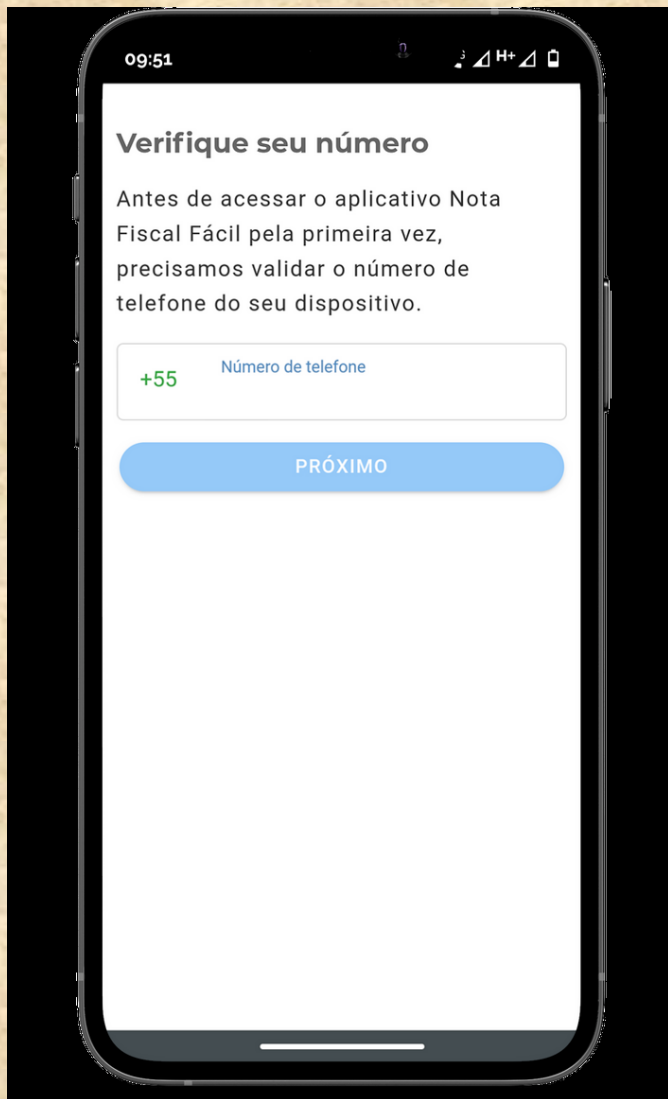 09:51
H+
Verifique seu número
Antes de acessar o aplicativo Nota
Fiscal Fácil pela primeira vez,
precisamos validar o número de
telefone do seu dispositivo.
Número de telefone
+55
PRÓXIMO